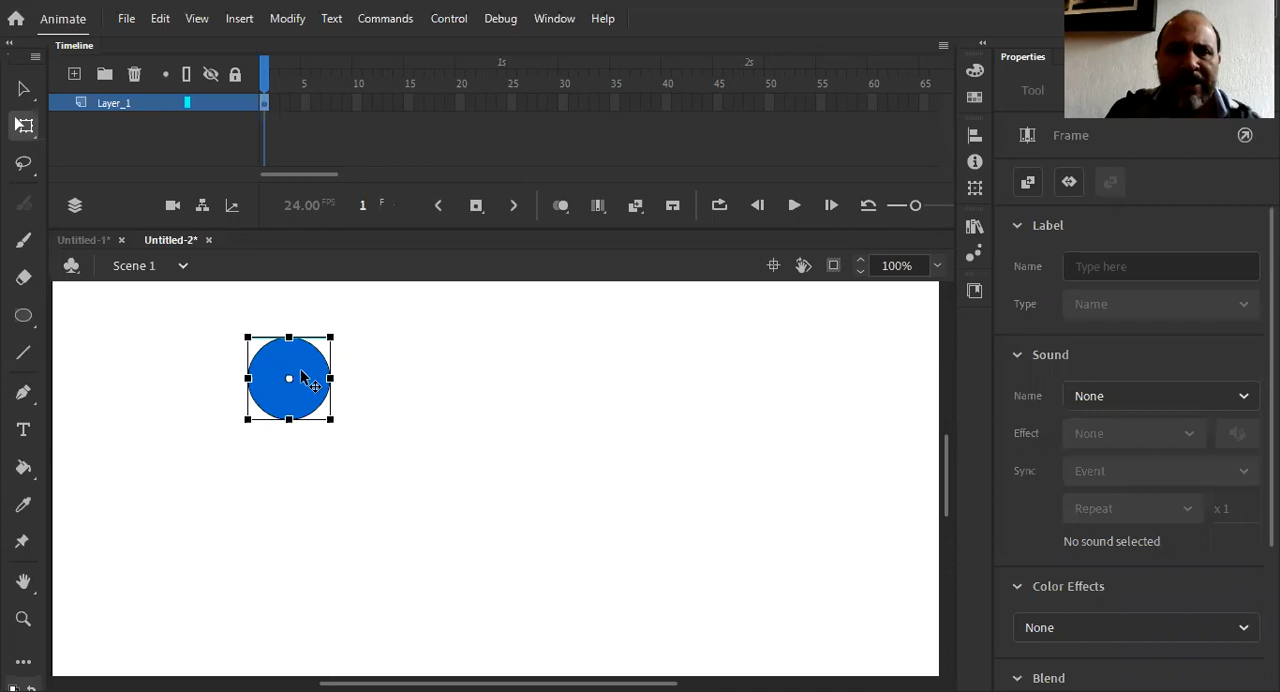 Animate File Edit View Insert Modify Text Commands Control Debug Window Help
Timeline
1s 2s
5 10 15 20 25 30 35 40 45 50 55 60 65
Layer_1
24.00 FPS 1 F
Untitled-1* Untitled-2*
Scene 1 100%
Properties
Tool
Frame
Label
Name Type here
Type Name
Sound
Name None
Effect None
Sync Event
Repeat x 1
No sound selected
Color Effects
None
Blend